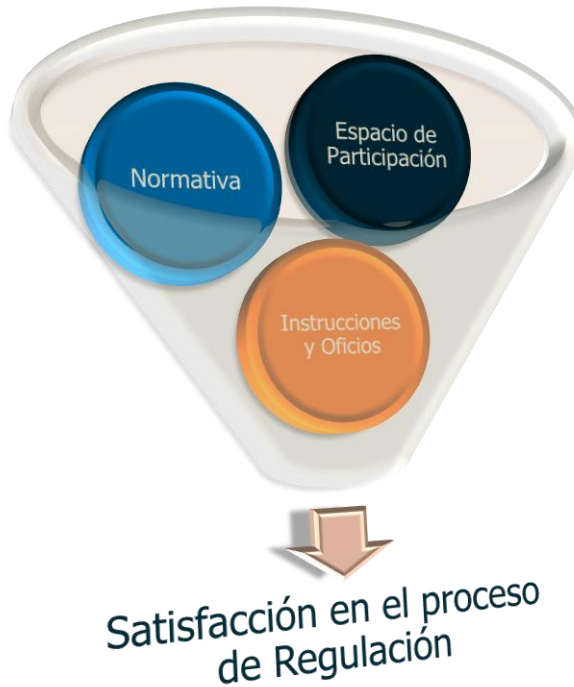 Espacio de
Participación
Normativa
Instrucciones
y Oficios
Satisfacción en el proceso
de Regulación